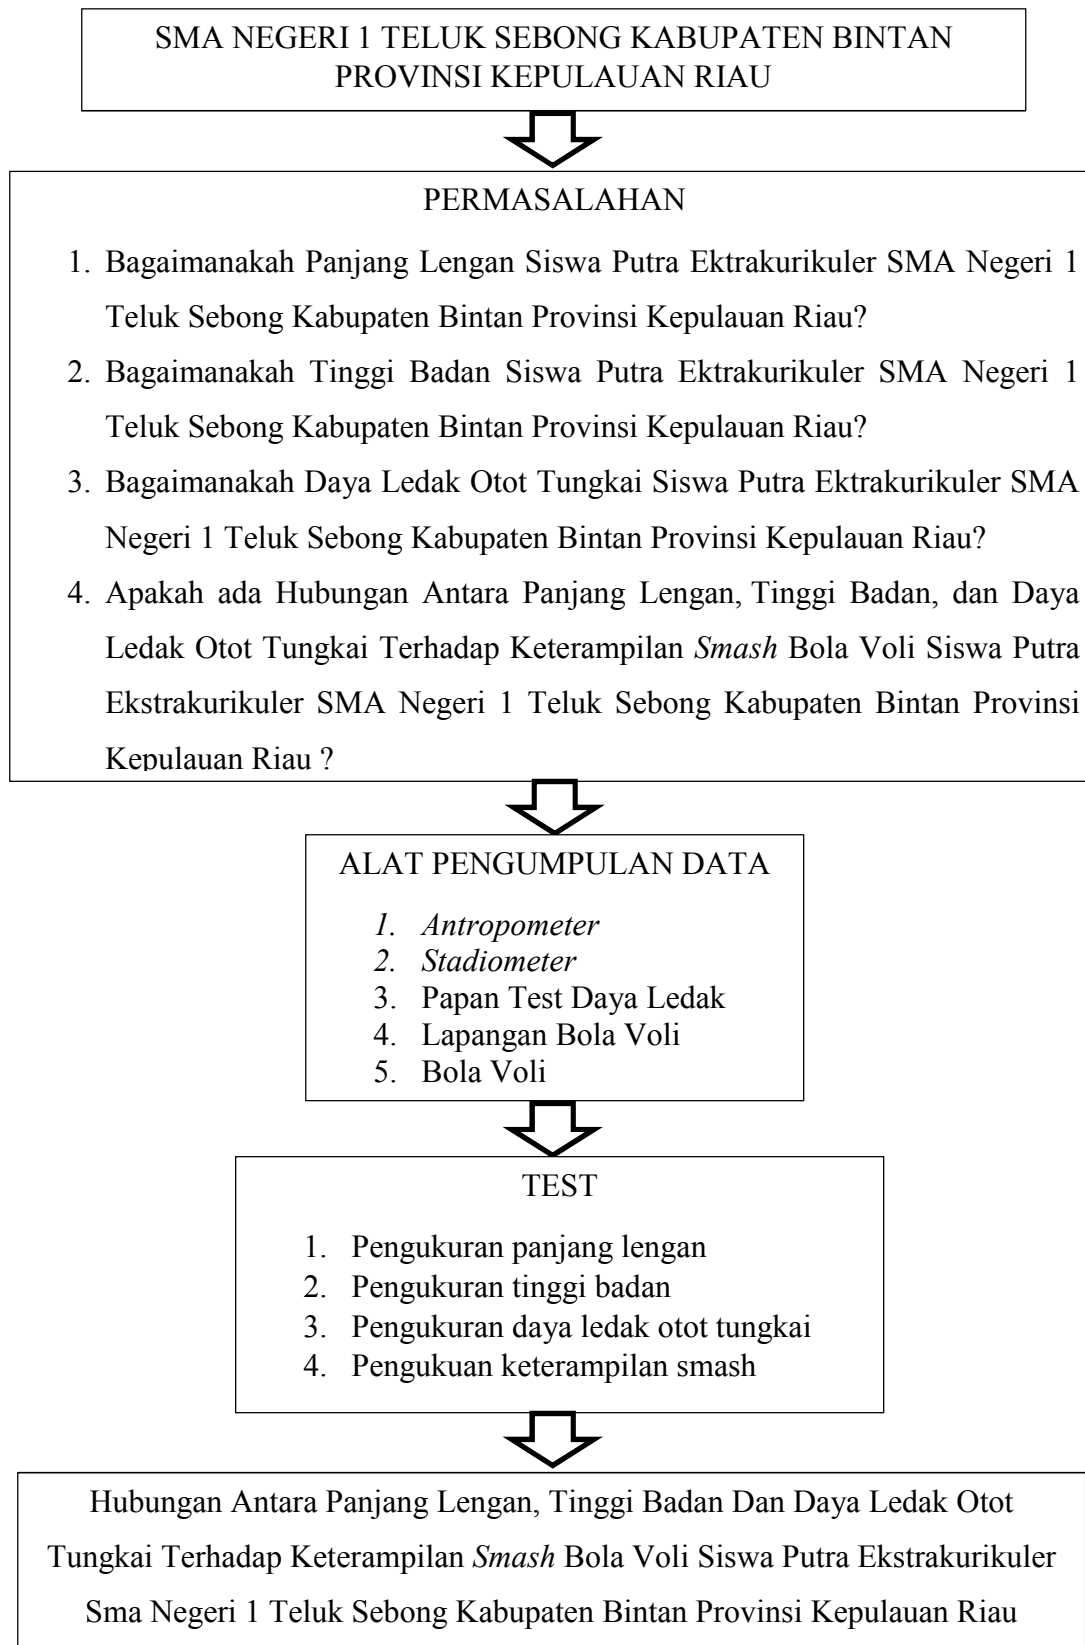 SMA NEGERI 1 TELUK SEBONG KABUPATEN BINTAN
PROVINSI KEPULAUAN RIAU
PERMASALAHAN
1. Bagaimanakah Panjang Lengan Siswa Putra Ektrakurikuler SMA Negeri 1
Teluk Sebong Kabupaten Bintan Provinsi Kepulauan Riau?
2. Bagaimanakah Tinggi Badan Siswa Putra Ektrakurikuler SMA Negeri 1
Teluk Sebong Kabupaten Bintan Provinsi Kepulauan Riau?
3. Bagaimanakah Daya Ledak Otot Tungkai Siswa Putra Ektrakurikuler SMA
Negeri 1 Teluk Sebong Kabupaten Bintan Provinsi Kepulauan Riau?
4. Apakah ada Hubungan Antara Panjang Lengan, Tinggi Badan, dan Daya
Ledak Otot Tungkai Terhadap Keterampilan Smash Bola Voli Siswa Putra
Ekstrakurikuler SMA Negeri 1 Teluk Sebong Kabupaten Bintan Provinsi
Kepulauan Riau ?
ALAT PENGUMPULAN DATA
1. Antropometer
2. Stadiometer
3. Papan Test Daya Ledak
4. Lapangan Bola Voli
5. Bola Voli
TEST
1. Pengukuran panjang lengan
2. Pengukuran tinggi badan
3. Pengukuran daya ledak otot tungkai
4. Pengukuan keterampilan smash
Hubungan Antara Panjang Lengan, Tinggi Badan Dan Daya Ledak Otot
Tungkai Terhadap Keterampilan Smash Bola Voli Siswa Putra Ekstrakurikuler
Sma Negeri 1 Teluk Sebong Kabupaten Bintan Provinsi Kepulauan Riau